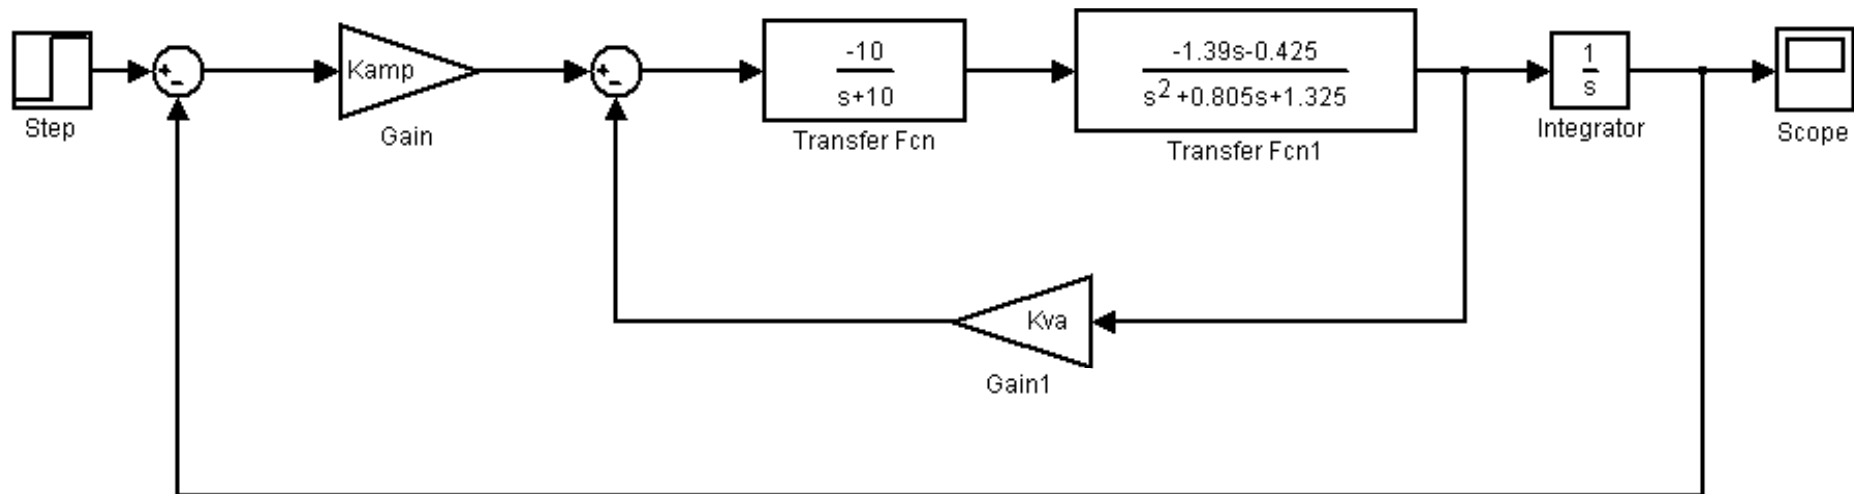 Step
+
-
Kamp
Gain
+
-
-10
s+10
Transfer Fcn
-1.39s-0.425
s²+0.805s+1.325
Transfer Fcn1
1
s
Integrator
Scope
Kva
Gain1